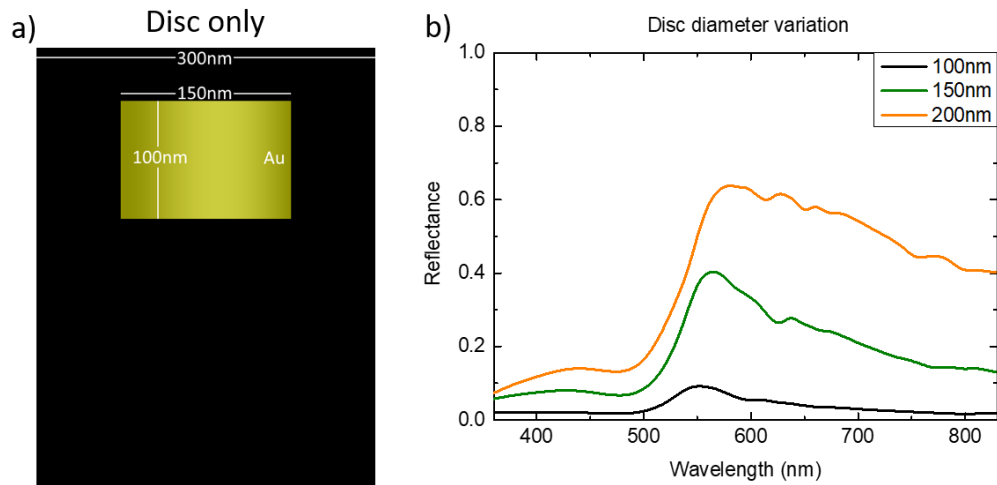 a)
Disc only
300nm
150nm
100nm
Au
b)
Disc diameter variation
100nm
150nm
200nm
1.0
0.8
0.6
0.4
0.2
0.0
Reflectance
400 500 600 700 800
Wavelength (nm)